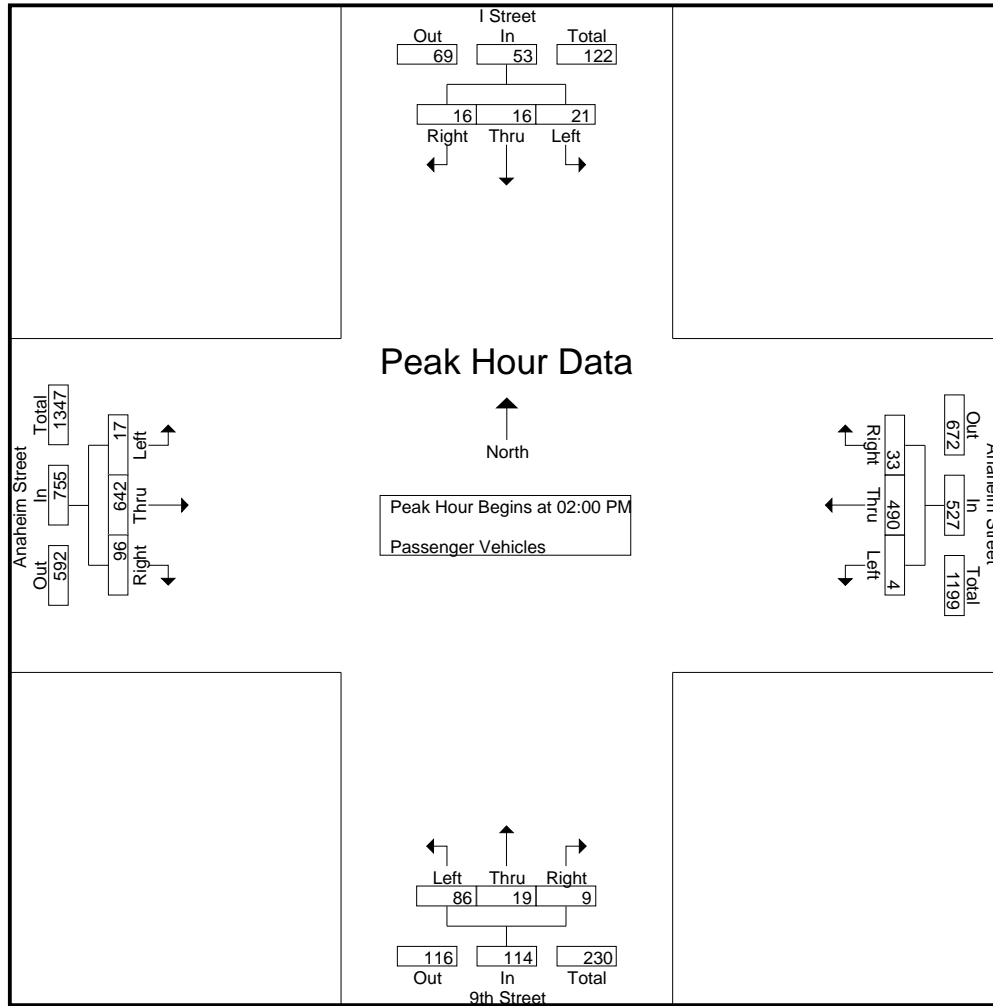 I Street
Out In Total
69 53 122
16 16 21
Right Thru Left
Peak Hour Data
North
Peak Hour Begins at 02:00 PM
Passenger Vehicles
Anaheim Street
Total In Out
1347 755 592
17 642 96
Left Thru Right
Anaheim Street
Out In Total
672 527 1199
33 490 4
Right Thru Left
Left Thru Right
86 19 9
116 114 230
Out In Total
9th Street